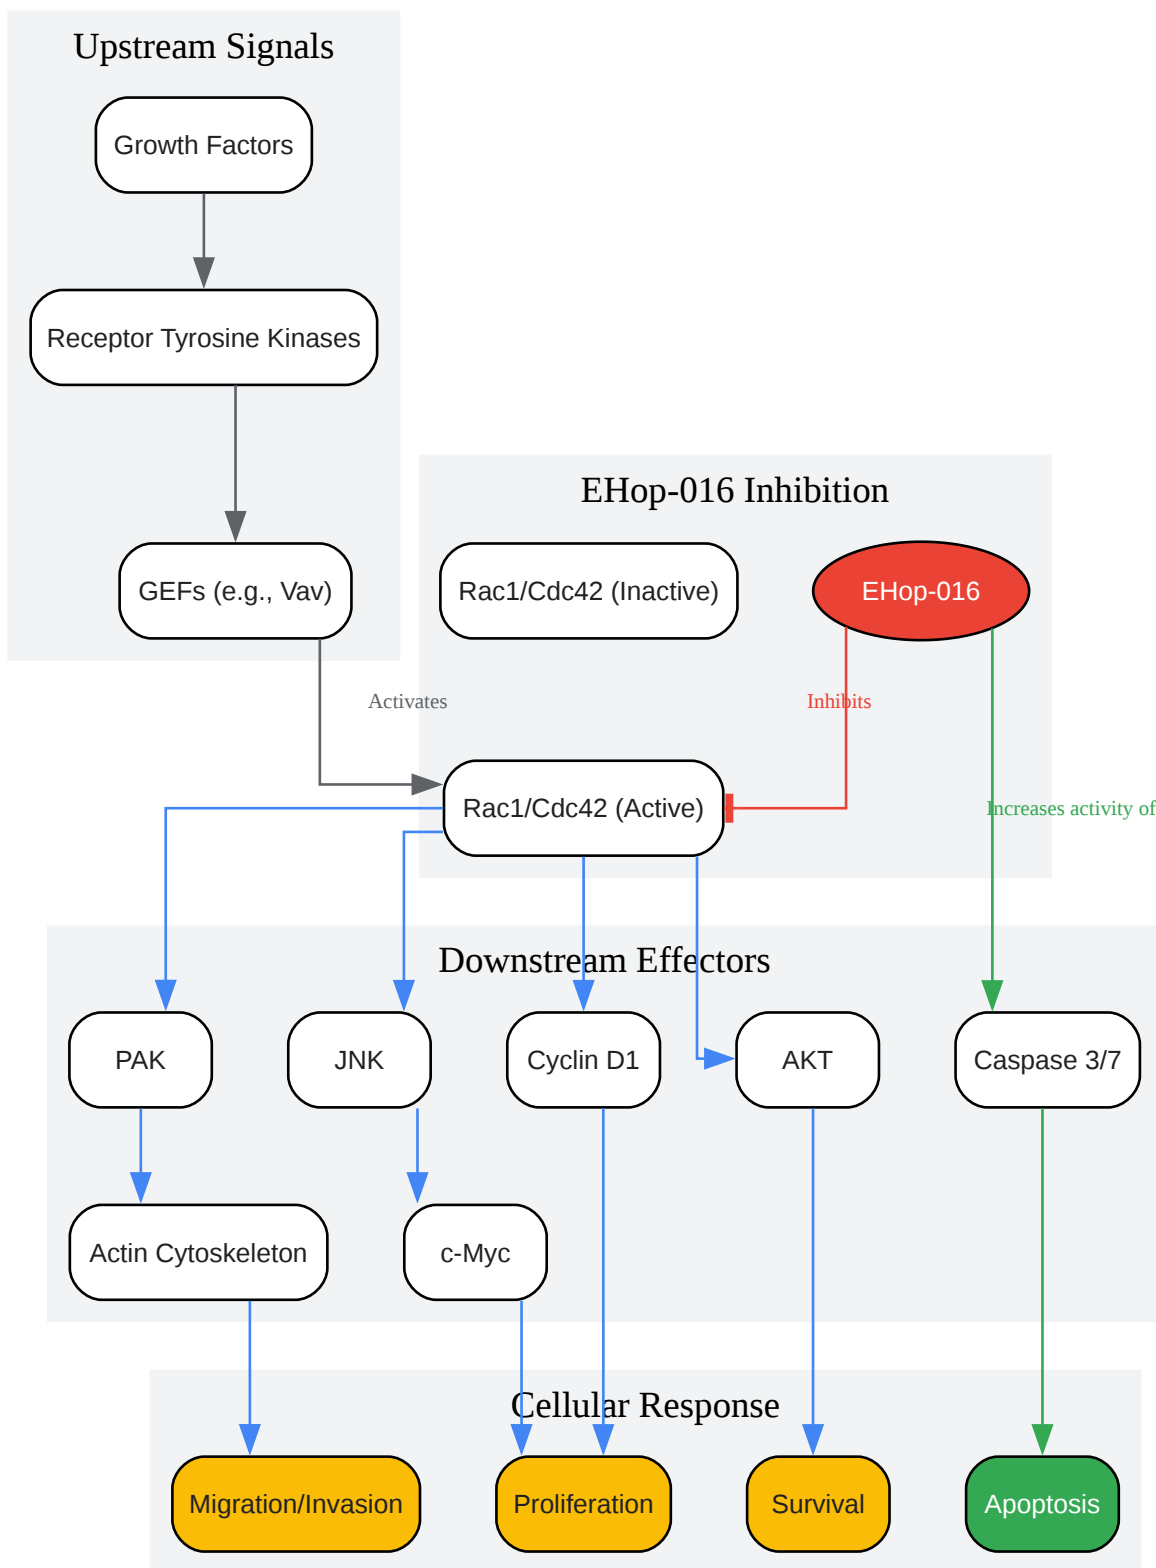 Upstream Signals
Growth Factors
Receptor Tyrosine Kinases
EHop-016 Inhibition
GEFs (e.g., Vav)
Rac1/Cdc42 (Inactive)
EHop-016
Activates
Inhibits
Rac1/Cdc42 (Active)
Increases activity of
Downstream Effectors
PAK
JNK
Cyclin D1
AKT
Caspase 3/7
Actin Cytoskeleton
c-Myc
Cellular Response
Migration/Invasion
Proliferation
Survival
Apoptosis